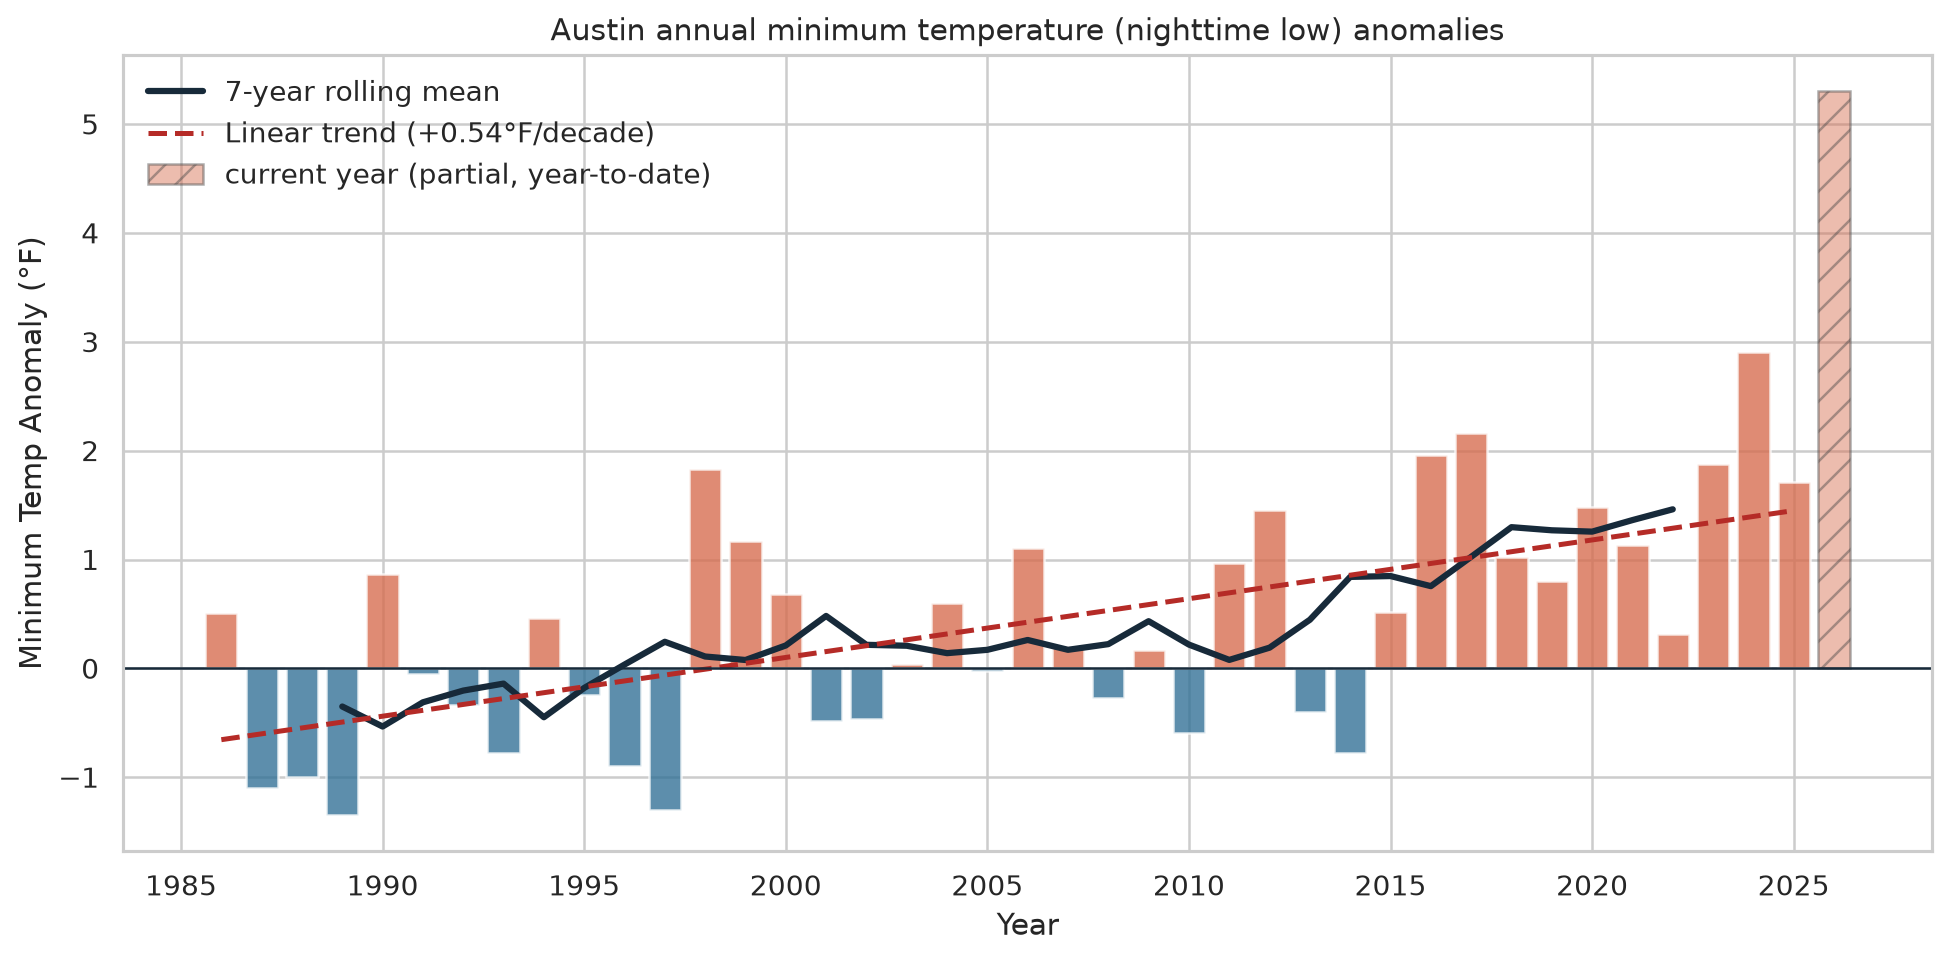 Austin annual minimum temperature (nighttime low) anomalies
7-year rolling mean
Linear trend (+0.54°F/decade)
current year (partial, year-to-date)
Minimum Temp Anomaly (°F)
5
4
3
2
1
0
−1
1985 1990 1995 2000 2005 2010 2015 2020 2025
Year